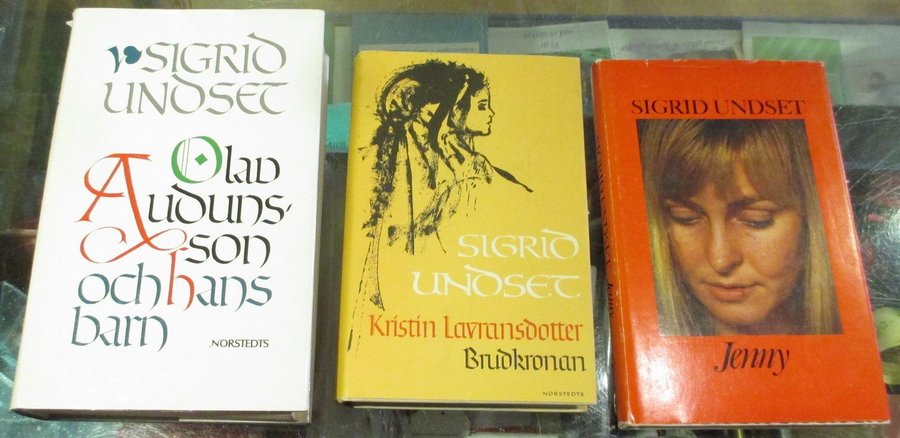 SIGRID
UNDSET
Olav
Auduns-
son
och hans
barn
NORSTEDTS
SIGRID
UNDSET
Kristin Lavransdotter
Brudkronan
NORSTEDTS
SIGRID UNDSET
Jenny